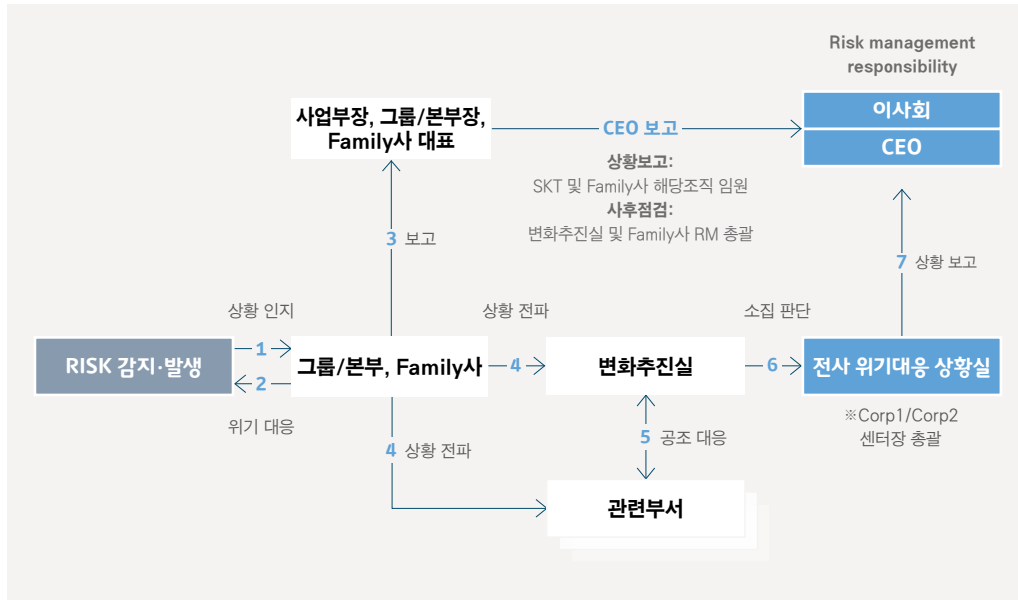 Risk management
responsibility
이사회
CEO
사업부장, 그룹/본부장,
Family사 대표
CEO 보고
상황보고:
SKT 및 Family사 해당조직 임원
사후점검:
변화추진실 및 Family사 RM 총괄
3 보고
7 상황 보고
상황 인지
상황 전파
소집 판단
RISK 감지·발생
1
2
그룹/본부, Family사
4
변화추진실
6
전사 위기대응 상황실
위기 대응
※Corp1/Corp2
센터장 총괄
4 상황 전파
5 공조 대응
관련부서